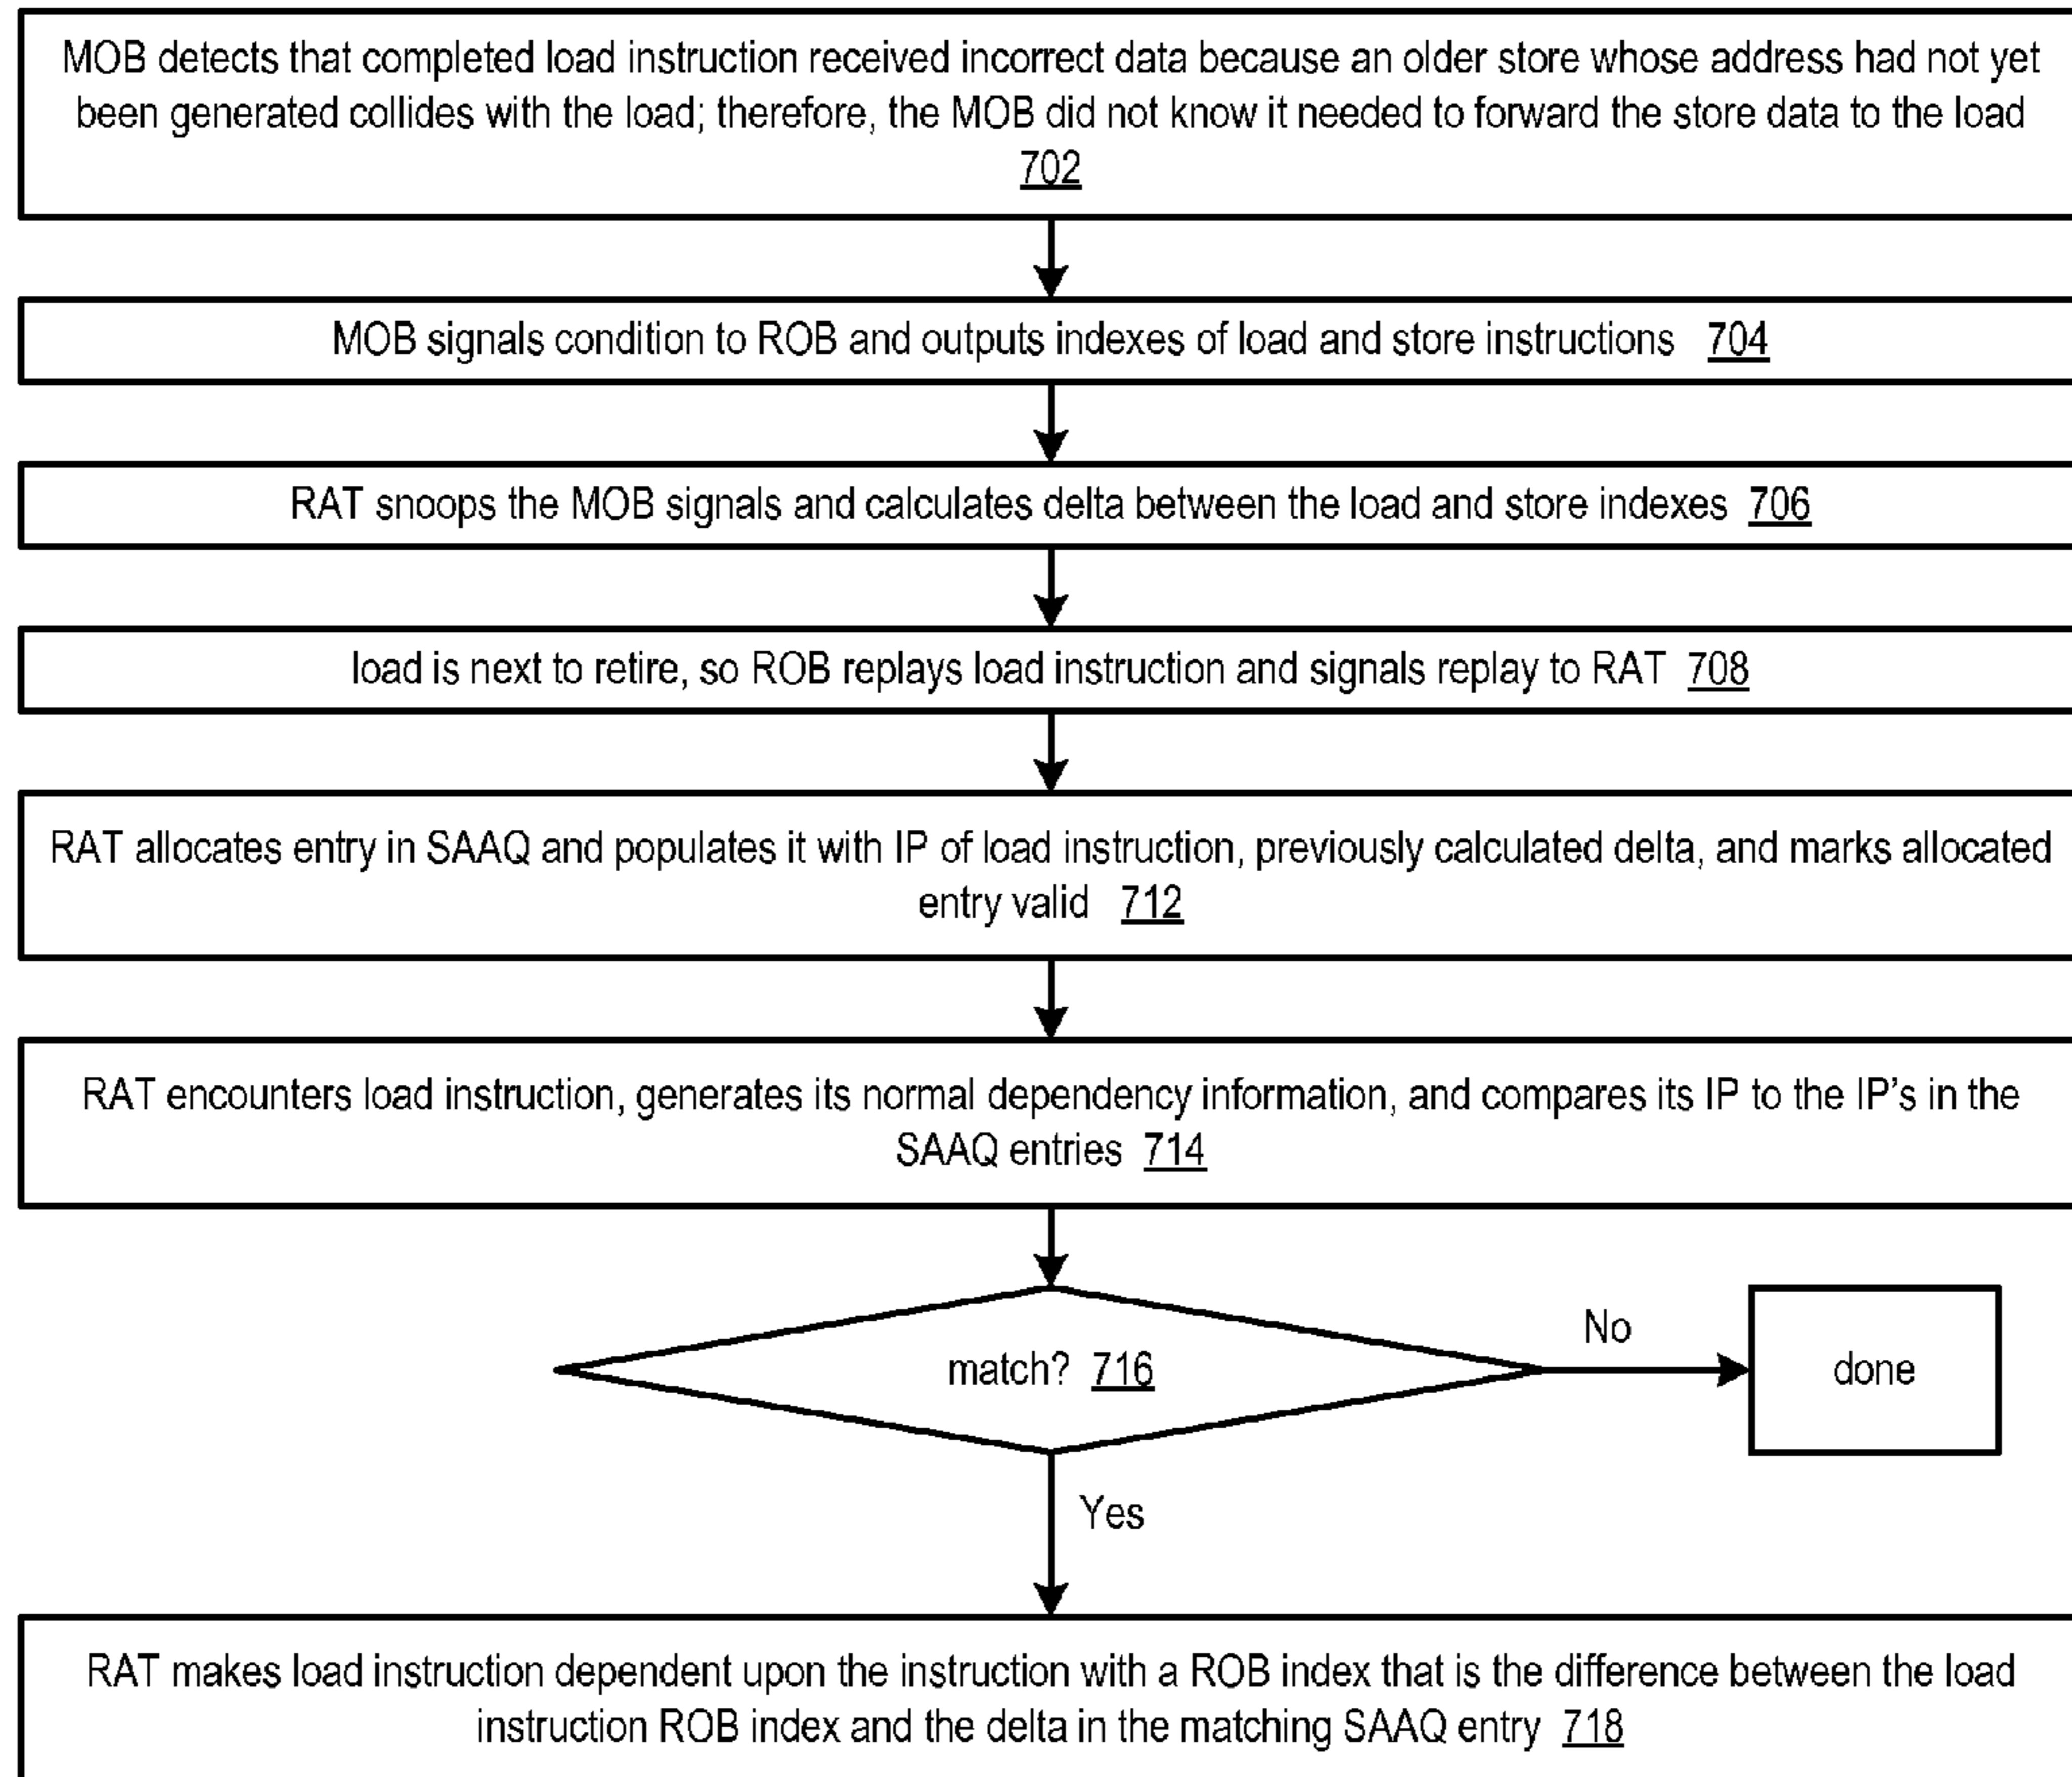 MOB detects that completed load instruction received incorrect data because an older store whose address had not yet
been generated collides with the load; therefore, the MOB did not know it needed to forward the store data to the load
702
MOB signals condition to ROB and outputs indexes of load and store instructions 704
RAT snoops the MOB signals and calculates delta between the load and store indexes 706
load is next to retire, so ROB replays load instruction and signals replay to RAT 708
RAT allocates entry in SAAQ and populates it with IP of load instruction, previously calculated delta, and marks allocated
entry valid 712
RAT encounters load instruction, generates its normal dependency information, and compares its IP to the IP's in the
SAAQ entries 714
match? 716
No
done
Yes
RAT makes load instruction dependent upon the instruction with a ROB index that is the difference between the load
instruction ROB index and the delta in the matching SAAQ entry 718